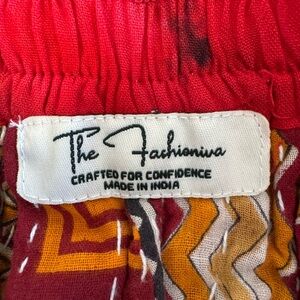 The Fashioniva
CRAFTED FOR CONFIDENCE
MADE IN INDIA